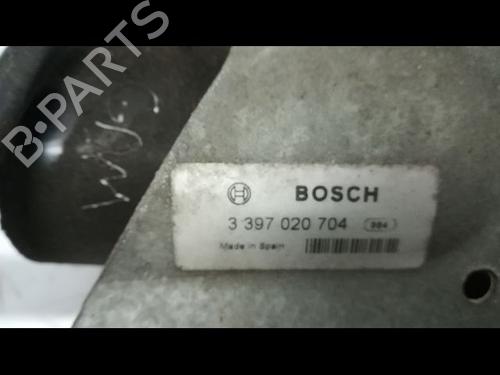 B·PARTS
BOSCH
3 397 020 704 984
Made in Spain